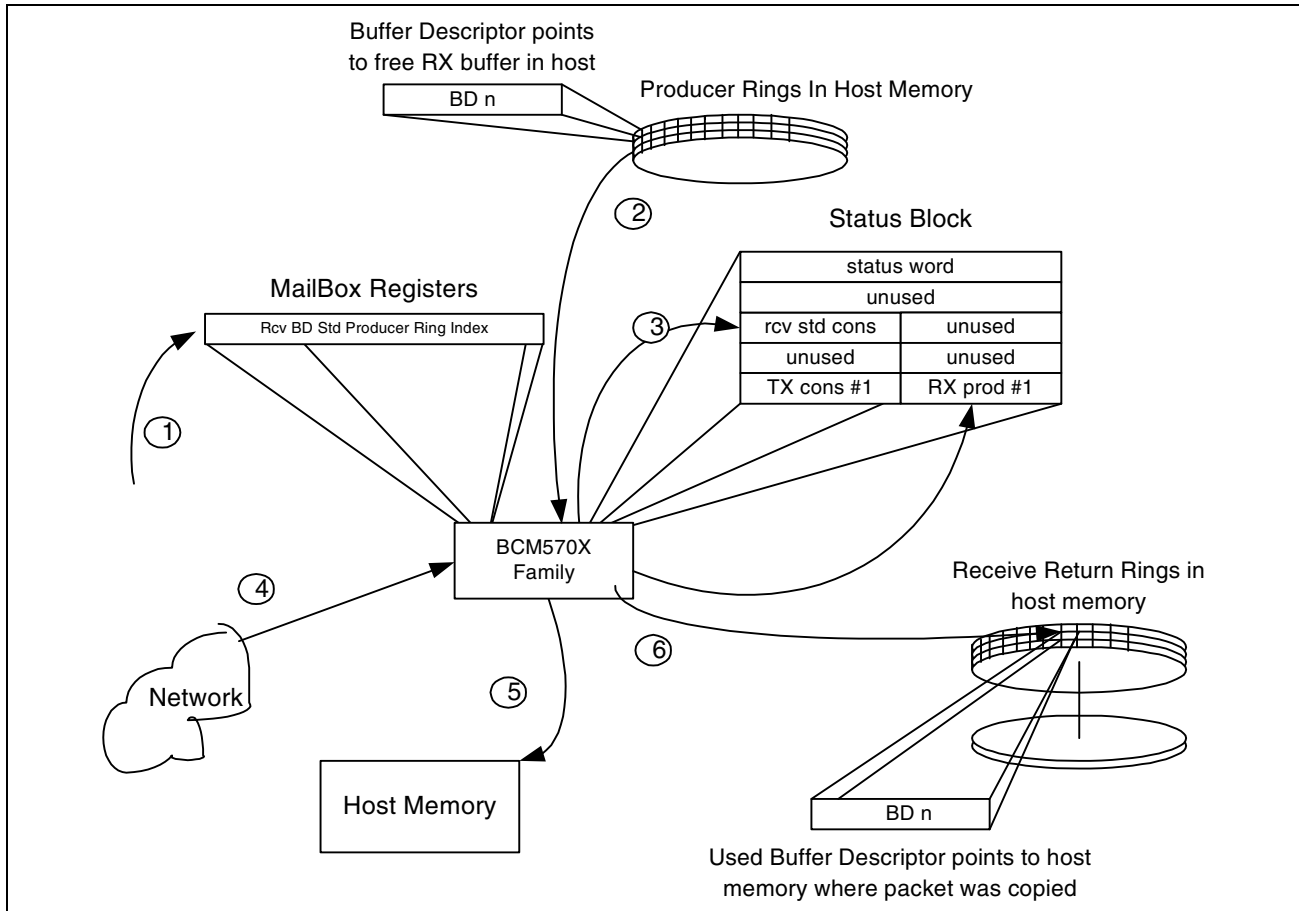 Buffer Descriptor points
to free RX buffer in host
BD n
Producer Rings In Host Memory
2
Status Block
status word
unused
MailBox Registers
Rcv BD Std Producer Ring Index
3
rcv std cons
unused
unused
unused
TX cons #1
RX prod #1
1
BCM570X
Family
4
Receive Return Rings in
host memory
6
5
Network
Host Memory
BD n
Used Buffer Descriptor points to host
memory where packet was copied